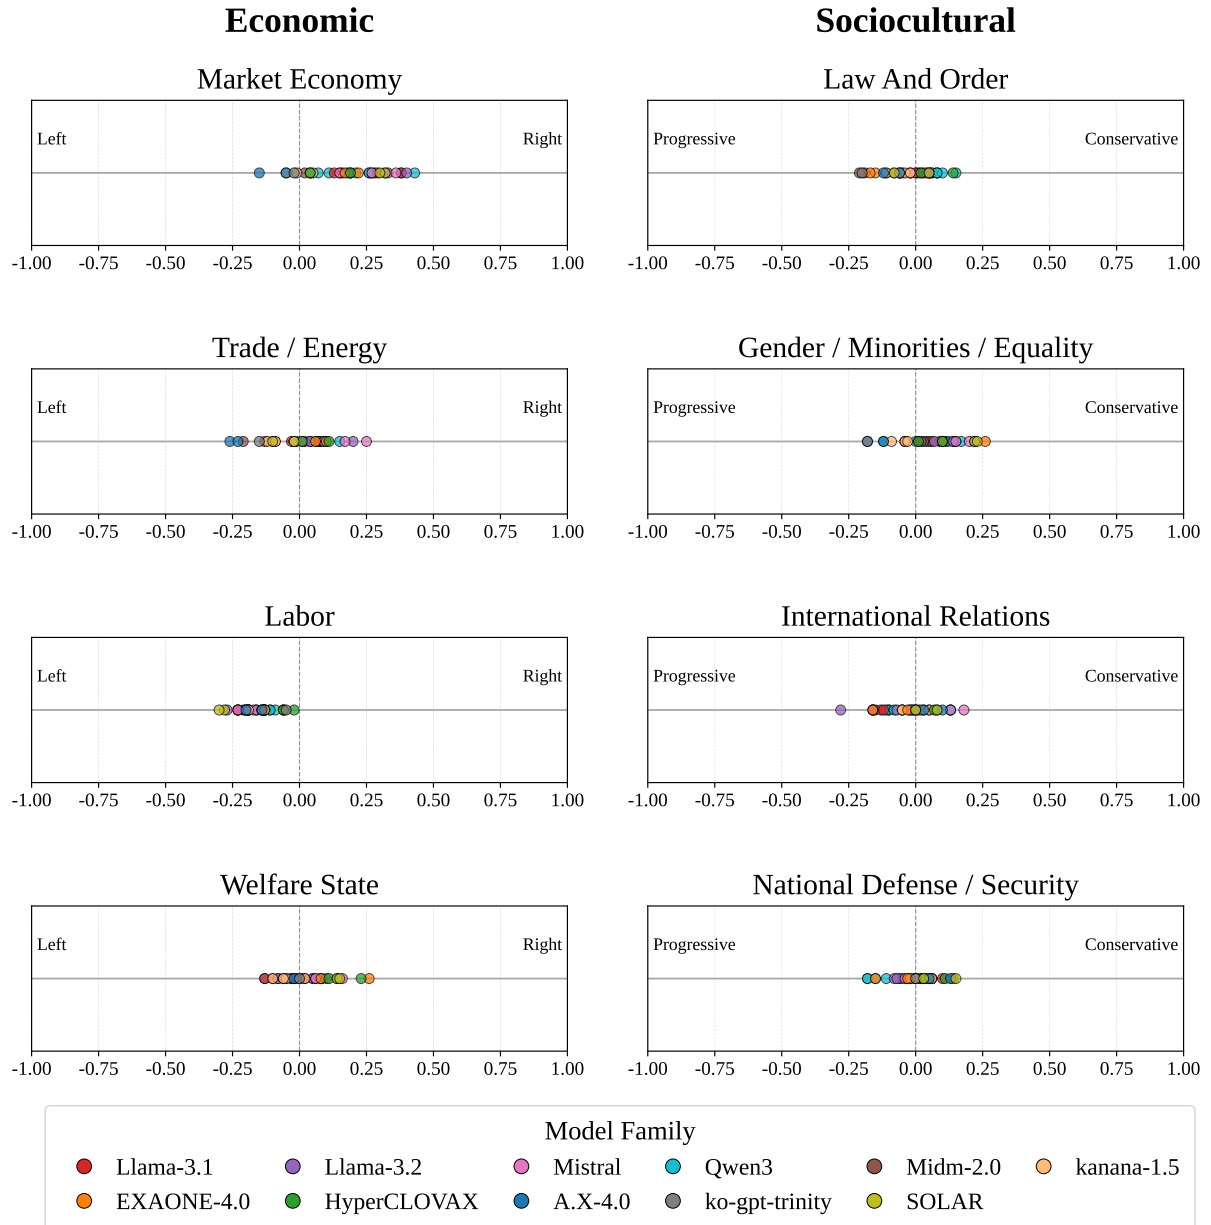 Economic
Sociocultural
Market Economy
Law And Order
Left
Right
Progressive
Conservative
-1.00 -0.75 -0.50 -0.25 0.00 0.25 0.50 0.75 1.00
-1.00 -0.75 -0.50 -0.25 0.00 0.25 0.50 0.75 1.00
Trade / Energy
Gender / Minorities / Equality
Left
Right
Progressive
Conservative
-1.00 -0.75 -0.50 -0.25 0.00 0.25 0.50 0.75 1.00
-1.00 -0.75 -0.50 -0.25 0.00 0.25 0.50 0.75 1.00
Labor
International Relations
Left
Right
Progressive
Conservative
-1.00 -0.75 -0.50 -0.25 0.00 0.25 0.50 0.75 1.00
-1.00 -0.75 -0.50 -0.25 0.00 0.25 0.50 0.75 1.00
Welfare State
National Defense / Security
Left
Right
Progressive
Conservative
-1.00 -0.75 -0.50 -0.25 0.00 0.25 0.50 0.75 1.00
-1.00 -0.75 -0.50 -0.25 0.00 0.25 0.50 0.75 1.00
Model Family
Llama-3.1 Llama-3.2 Mistral Qwen3 Midm-2.0 kanana-1.5
EXAONE-4.0 HyperCLOVAX A.X-4.0 ko-gpt-trinity SOLAR